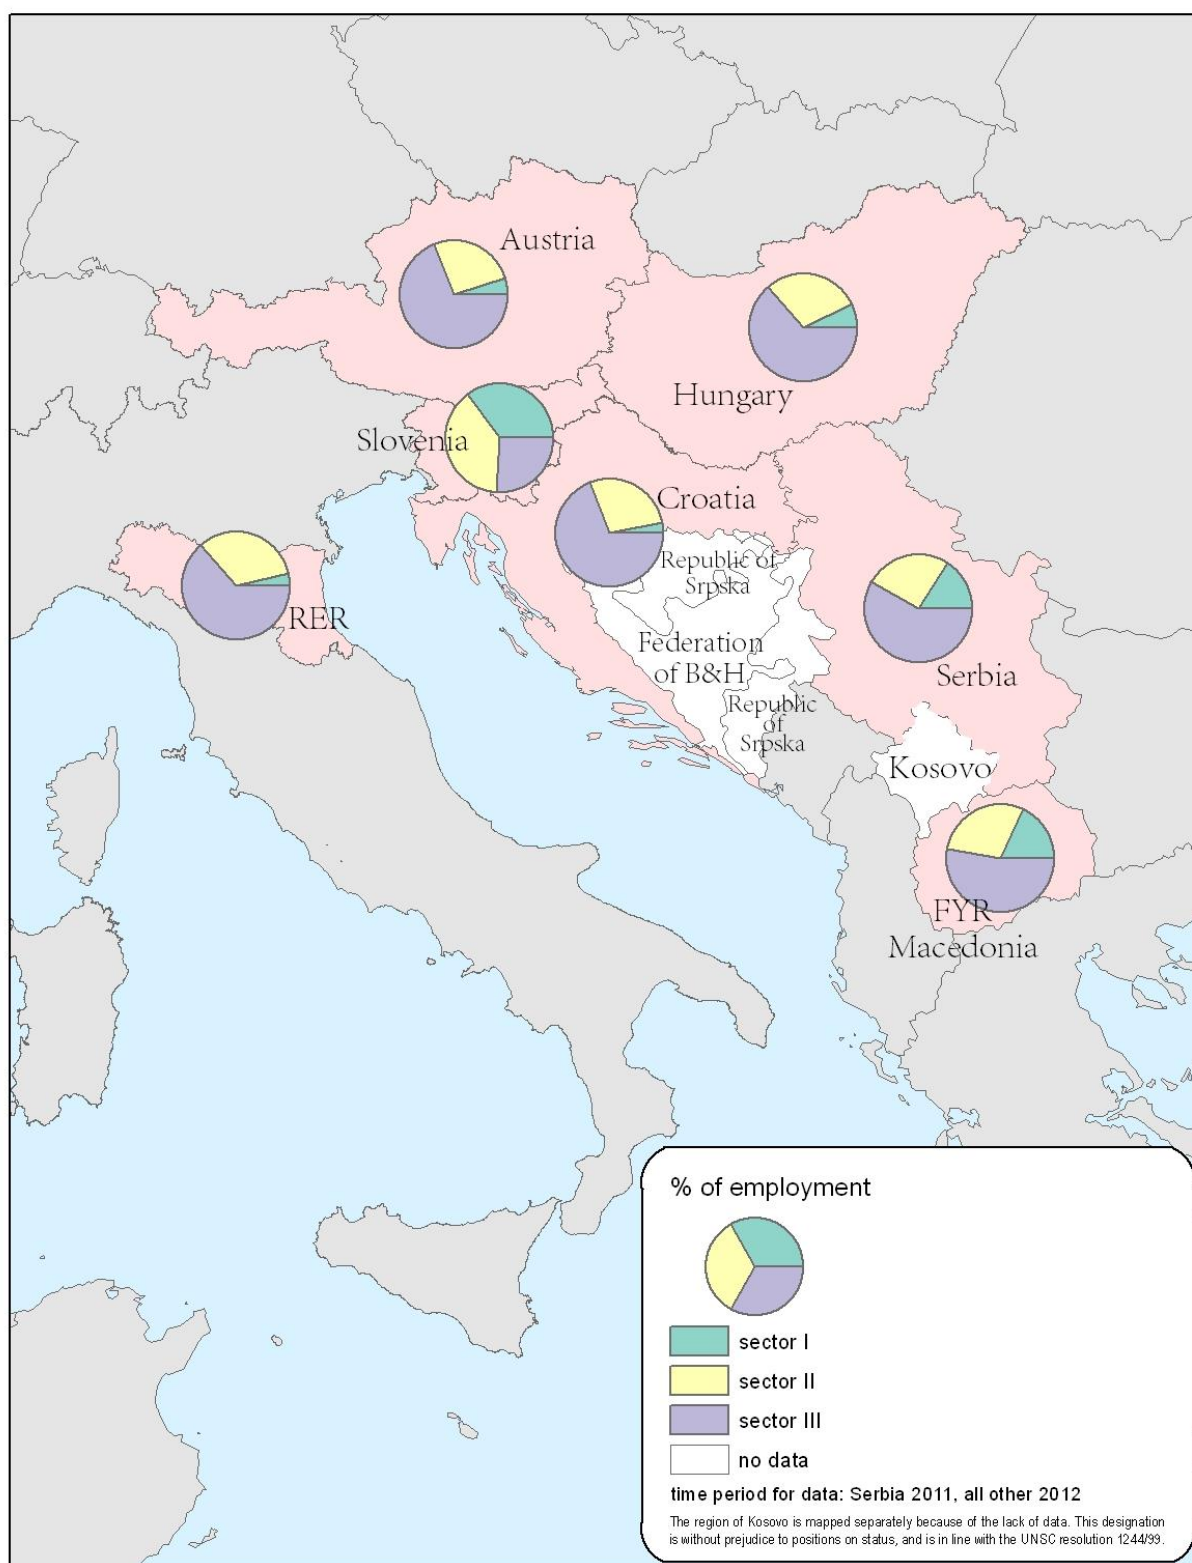 Austria
Hungary
Slovenia
Croatia
Republic of
Srpska
RER
Federation
of B&H
Serbia
Republic
of
Srpska
Kosovo
FYR
Macedonia
% of employment
sector I
sector II
sector III
no data
time period for data: Serbia 2011, all other 2012
The region of Kosovo is mapped separately because of the lack of data. This designation
is without prejudice to positions on status, and is in line with the UNSC resolution 1244/99.